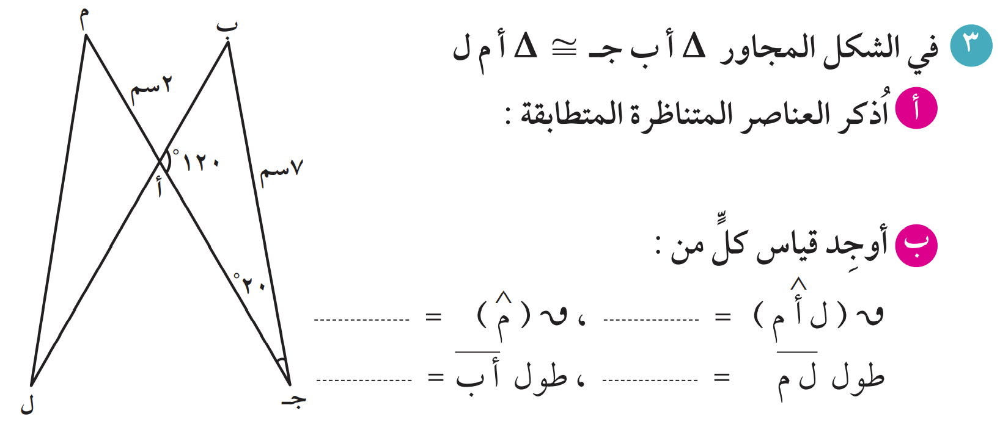 ٣ في الشكل المجاور Δ أ ب جـ ≅ Δ أ م ل
أ اُذكر العناصر المتناظرة المتطابقة :
ب أوجِد قياس كلٍّ من :
ق (ل أ̂ م) = ---------------- ، ق (م̂) = ----------------
طول ل م = ---------------- ، طول أ ب = ----------------
م
ب
٢سم
١٢٠°
أ
٧سم
٢٠°
ل
جـ